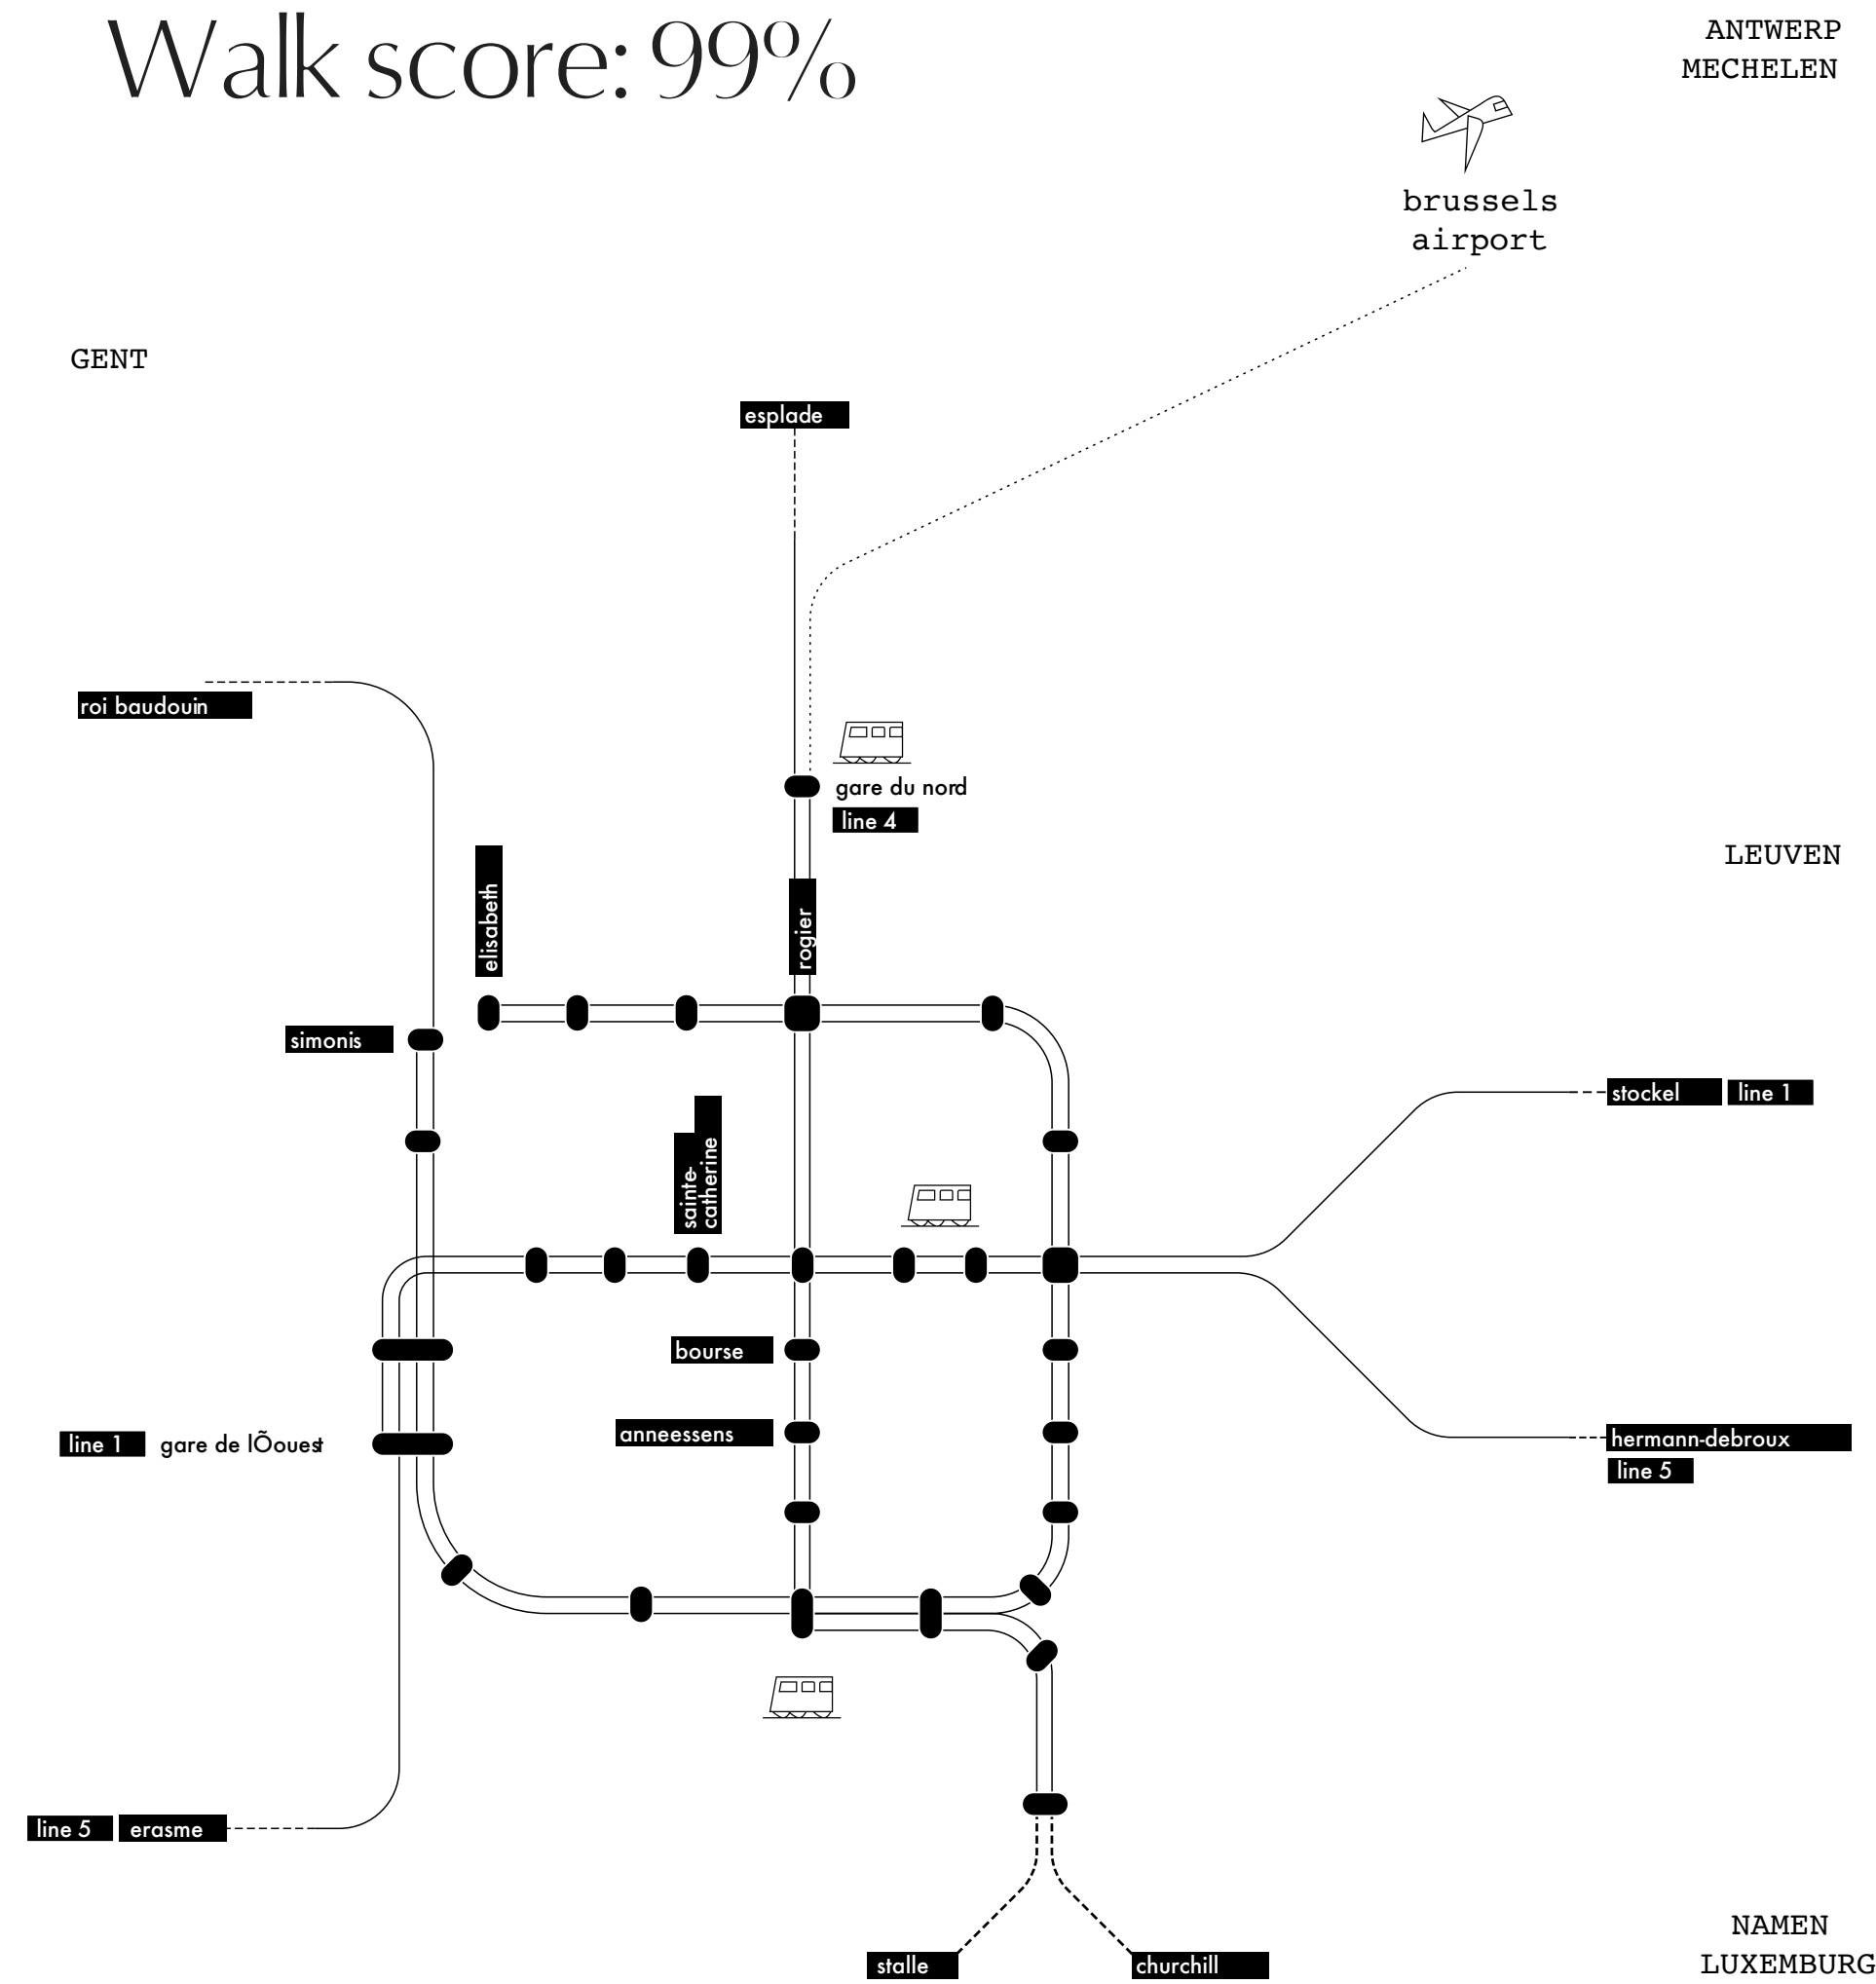 Walk score: 99%
ANTWERP
MECHELEN
brussels
airport
GENT
esplade
roi baudouin
gare du nord
line 4
elisabeth
rogier
LEUVEN
simonis
stockel line 1
sainte-
catherine
bourse
anneessens
line 1 gare de lÕouest
hermann-debroux
line 5
line 5 erasme
NAMEN
LUXEMBURG
stalle
churchill